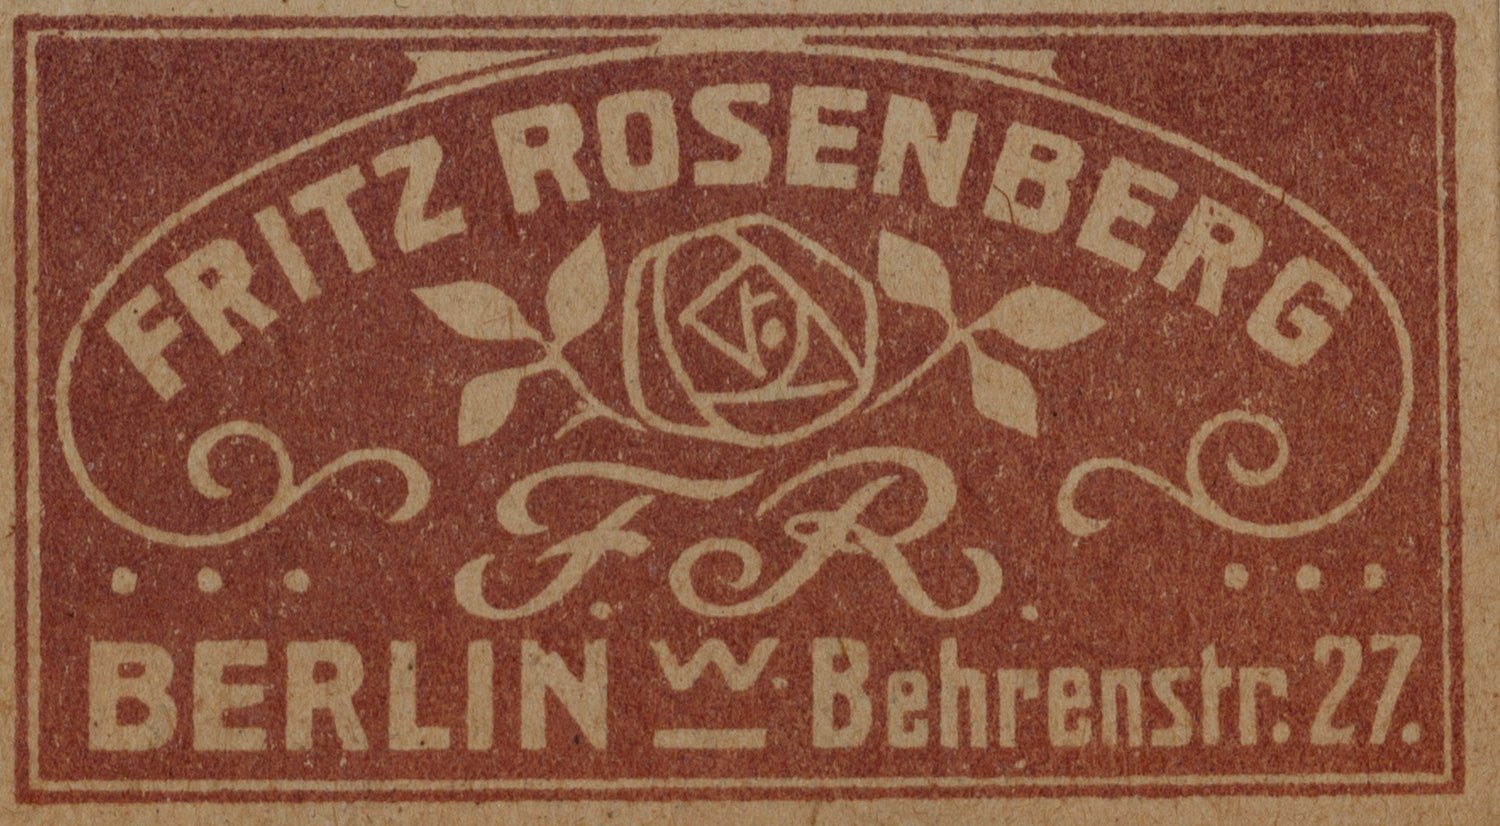 FRITZ ROSENBERG
F. R.
BERLIN W. Behrenstr. 27.